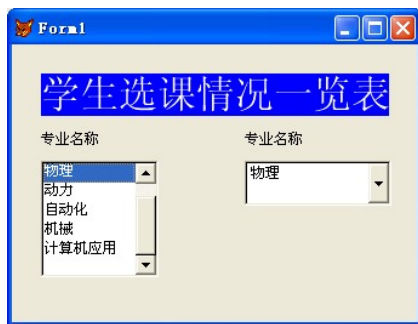 Form1
学生选课情况一览表
专业名称
专业名称
物理
动力
自动化
机械
计算机应用
物理